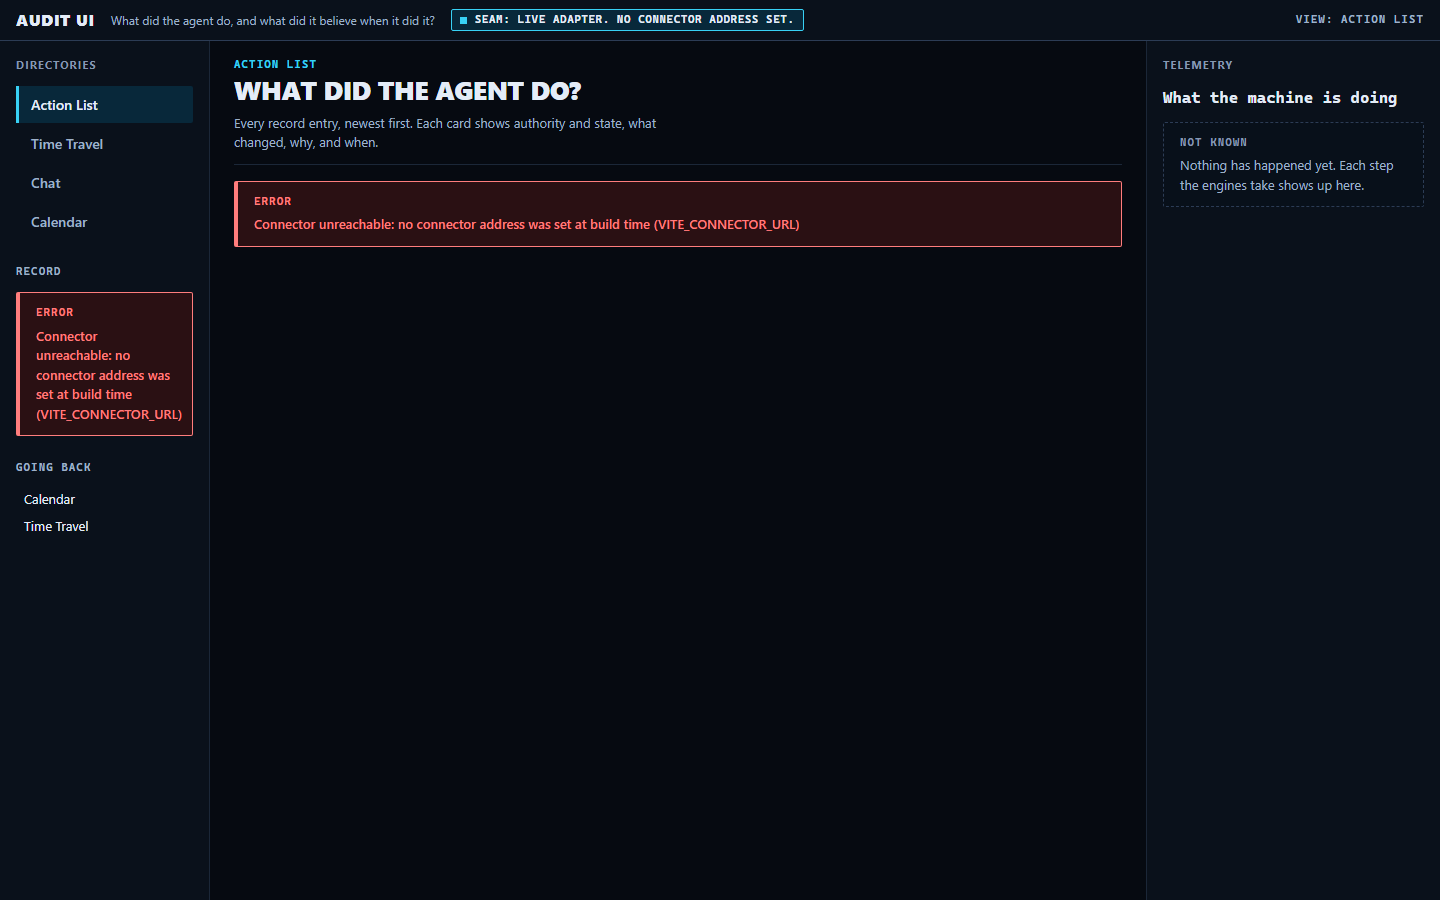 AUDIT UI
What did the agent do, and what did it believe when it did it?
SEAM: LIVE ADAPTER. NO CONNECTOR ADDRESS SET.
VIEW: ACTION LIST
DIRECTORIES
Action List
Time Travel
Chat
Calendar
RECORD
ERROR
Connector
unreachable: no
connector address was
set at build time
(VITE_CONNECTOR_URL)
GOING BACK
Calendar
Time Travel
ACTION LIST
WHAT DID THE AGENT DO?
Every record entry, newest first. Each card shows authority and state, what
changed, why, and when.
ERROR
Connector unreachable: no connector address was set at build time (VITE_CONNECTOR_URL)
TELEMETRY
What the machine is doing
NOT KNOWN
Nothing has happened yet. Each step
the engines take shows up here.